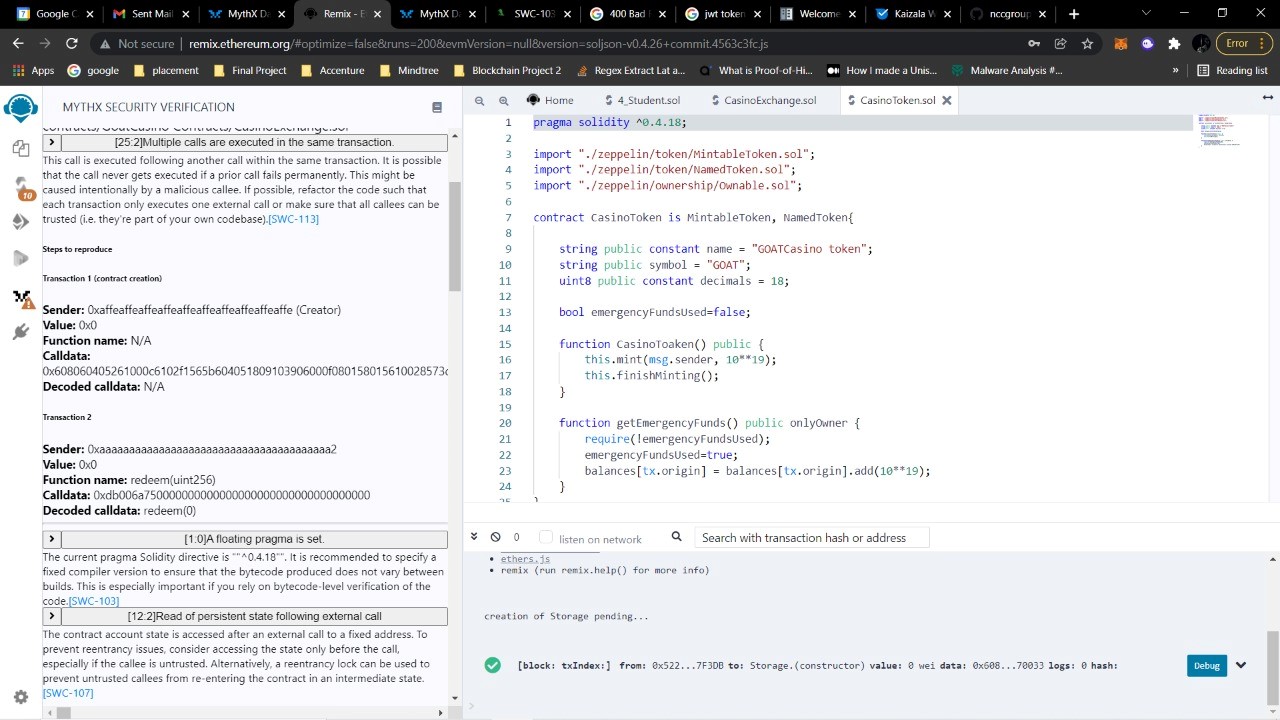 Google C
Sent Mail
MythX Da
Remix - E
MythX Da
SWC-103
400 Bad
jwt token
Welcome
Kaizala W
nccgroup
Not secure
remix.ethereum.org/#optimize=false&runs=200&evmVersion=null&version=soljson-v0.4.26+commit.4563c3fc.js
Error
Apps
google
placement
Final Project
Accenture
Mindtree
Blockchain Project 2
Regex Extract Lat a...
What is Proof-of-Hi...
How I made a Unis...
Malware Analysis #...
»
Reading list
MYTHX SECURITY VERIFICATION
contracts/GoatCasino Contracts/CasinoExchange.sol
[25:2]Multiple calls are executed in the same transaction.
This call is executed following another call within the same transaction. It is possible
that the call never gets executed if a prior call fails permanently. This might be
caused intentionally by a malicious callee. If possible, refactor the code such that
each transaction only executes one external call or make sure that all callees can be
trusted (i.e. they're part of your own codebase).[SWC-113]
Steps to reproduce
Transaction 1 (contract creation)
Sender: 0xaffeaffeaffeaffeaffeaffeaffeaffeaffeaffe (Creator)
Value: 0x0
Function name: N/A
Calldata:
0x608060405261000c6102f1565b604051809103906000f080158015610028573d
Decoded calldata: N/A
Transaction 2
Sender: 0xaaaaaaaaaaaaaaaaaaaaaaaaaaaaaaaaaaaaaaa2
Value: 0x0
Function name: redeem(uint256)
Calldata: 0xdb006a7500000000000000000000000000000000
Decoded calldata: redeem(0)
[1:0]A floating pragma is set.
The current pragma Solidity directive is ""^0.4.18"". It is recommended to specify a
fixed compiler version to ensure that the bytecode produced does not vary between
builds. This is especially important if you rely on bytecode-level verification of the
code.[SWC-103]
[12:2]Read of persistent state following external call
The contract account state is accessed after an external call to a fixed address. To
prevent reentrancy issues, consider accessing the state only before the call,
especially if the callee is untrusted. Alternatively, a reentrancy lock can be used to
prevent untrusted callees from re-entering the contract in an intermediate state.
[SWC-107]
10
Home
4_Student.sol
CasinoExchange.sol
CasinoToken.sol
1 pragma solidity ^0.4.18;
2
3 import "./zeppelin/token/MintableToken.sol";
4 import "./zeppelin/token/NamedToken.sol";
5 import "./zeppelin/ownership/Ownable.sol";
6
7 contract CasinoToken is MintableToken, NamedToken{
8
9 string public constant name = "GOATCasino token";
10 string public symbol = "GOAT";
11 uint8 public constant decimals = 18;
12
13 bool emergencyFundsUsed=false;
14
15 function CasinoToaken() public {
16 this.mint(msg.sender, 10**19);
17 this.finishMinting();
18 }
19
20 function getEmergencyFunds() public onlyOwner {
21 require(!emergencyFundsUsed);
22 emergencyFundsUsed=true;
23 balances[tx.origin] = balances[tx.origin].add(10**19);
24 }
25 }
0
listen on network
Search with transaction hash or address
• ethers.js
• remix (run remix.help() for more info)
creation of Storage pending...
[block: txIndex:] from: 0x522...7F3DB to: Storage.(constructor) value: 0 wei data: 0x608...70033 logs: 0 hash:
Debug
>